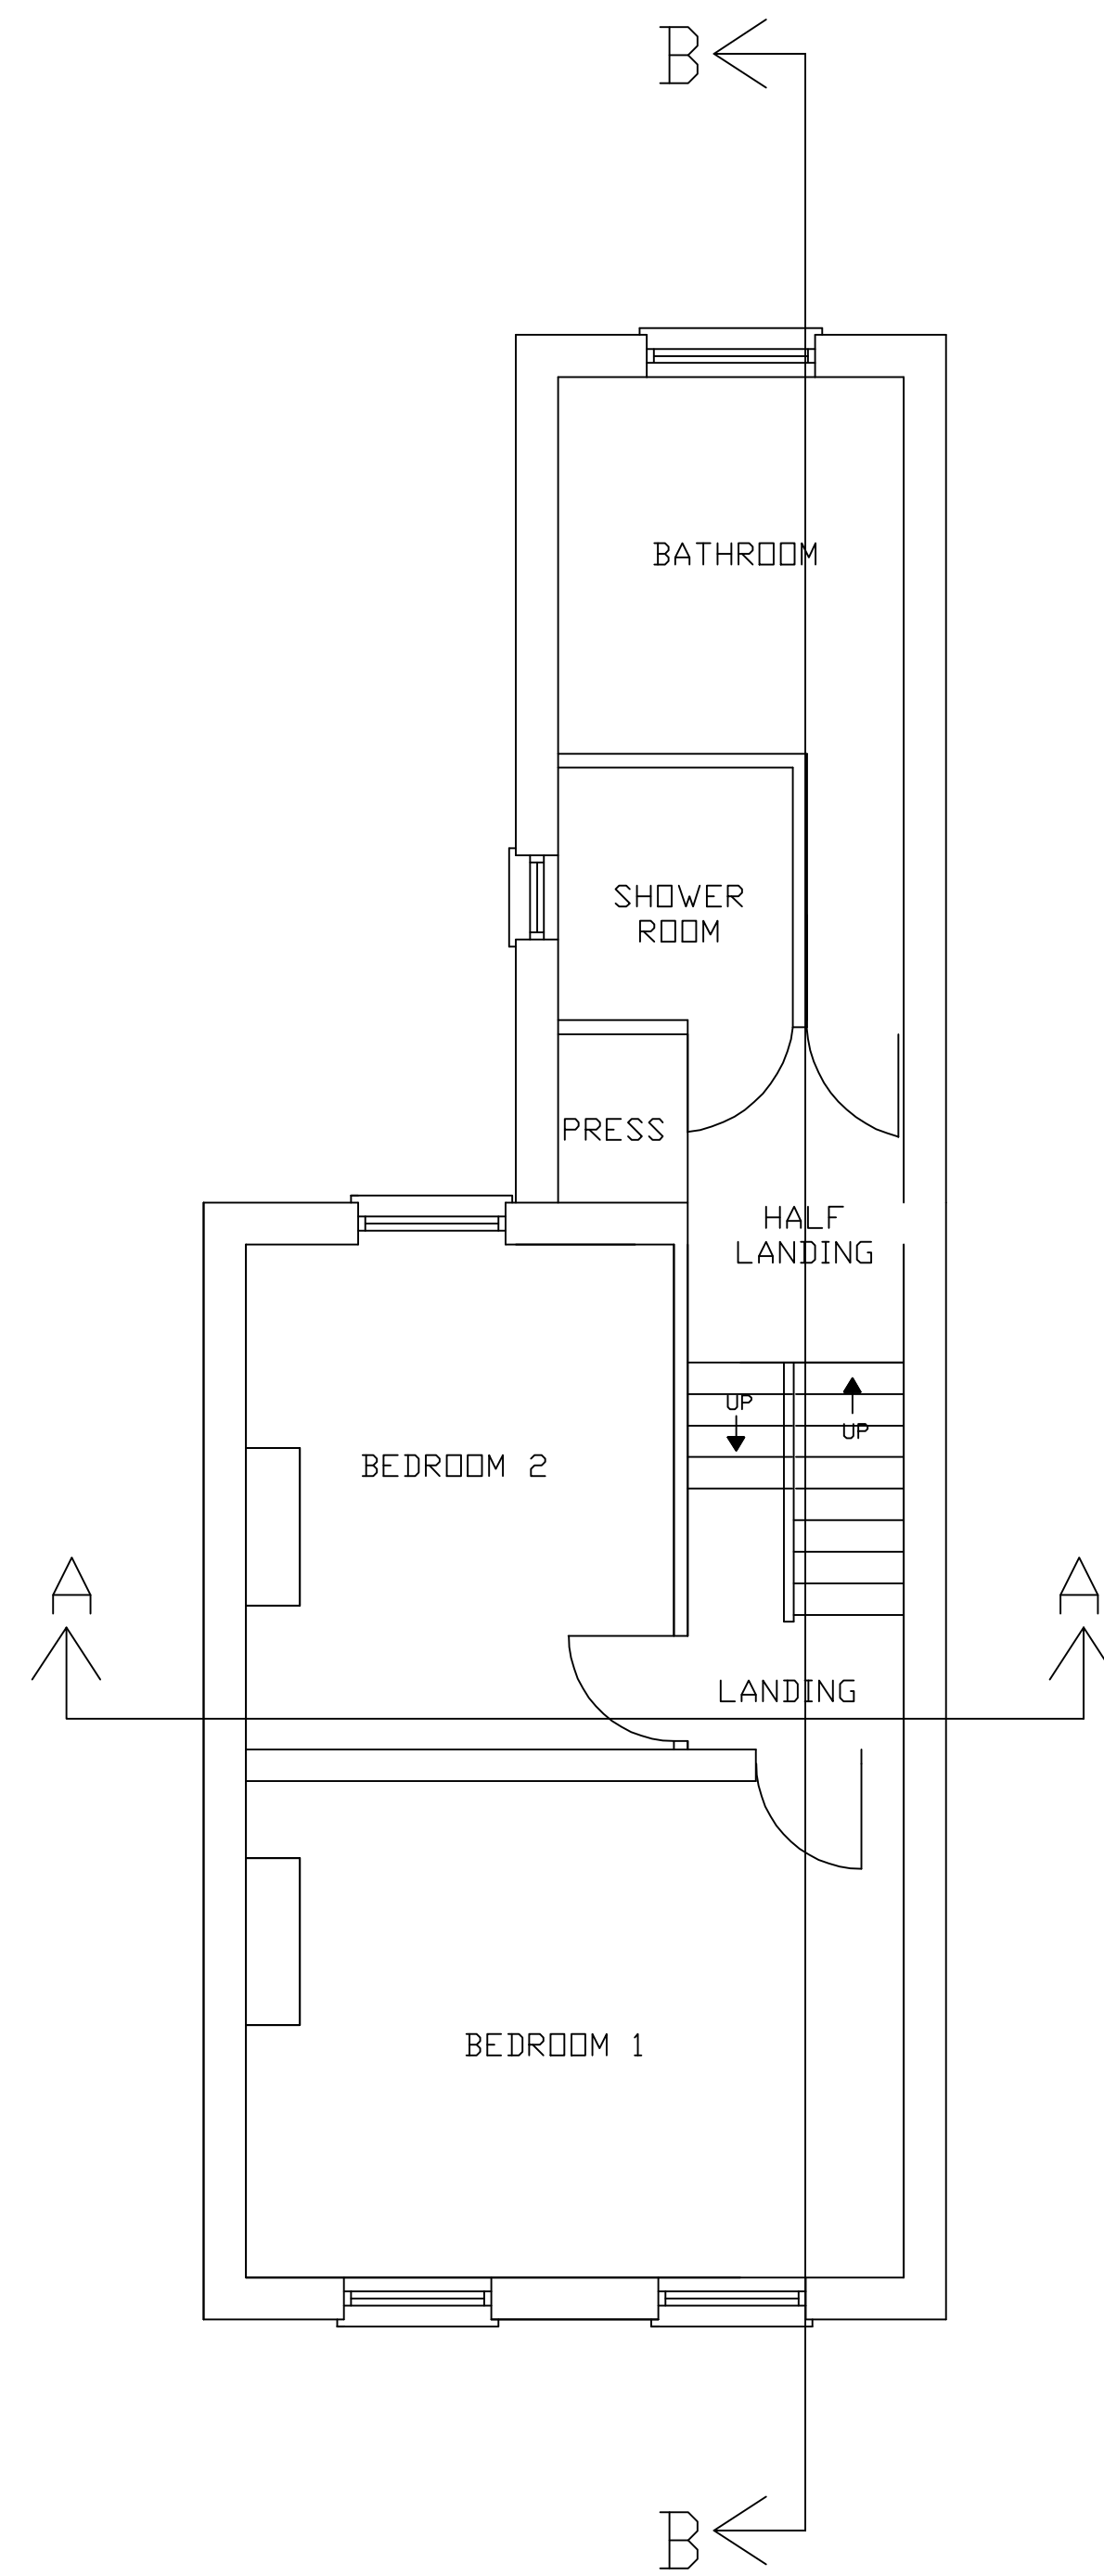 B
BATHROOM
SHOWER
ROOM
PRESS
HALF
LANDING
UP
UP
BEDROOM 2
A
A
LANDING
BEDROOM 1
B